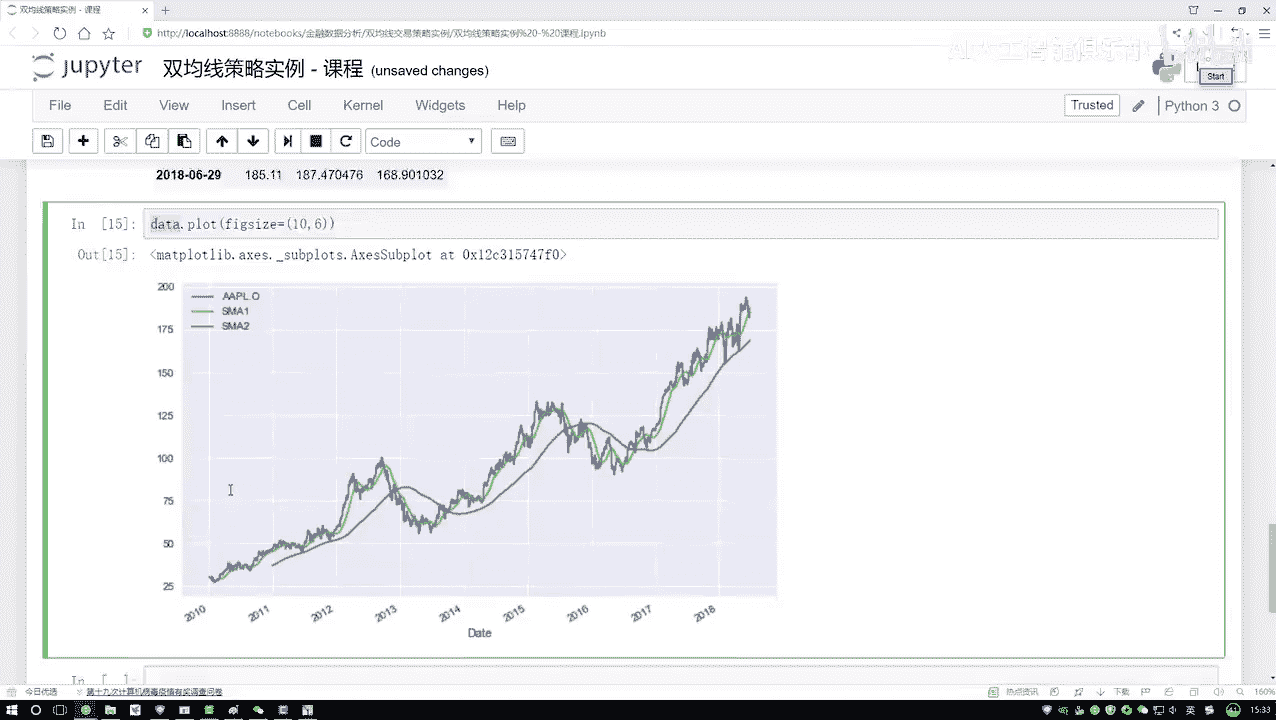 双均线策略实例 - 课程
http://localhost:8888/notebooks/金融数据分析/双均线交易策略实例/双均线策略实例%20-%20课程.ipynb
jupyter 双均线策略实例 - 课程 (unsaved changes)
Start
File Edit View Insert Cell Kernel Widgets Help
Trusted Python 3
Code
2018-06-29 185.11 187.470476 168.901032
In [15]: data.plot(figsize=(10,6))
Out[15]: <matplotlib.axes._subplots.AxesSubplot at 0x12c315747f0>
200
175
150
125
100
75
50
25
AAPL.O
SMA1
SMA2
2010 2011 2012 2013 2014 2015 2016 2017 2018
Date
In [ ]:
今日优选 第十九次计算机病毒疫情有奖调查问卷
热点资讯 下载 160%
英 15:33